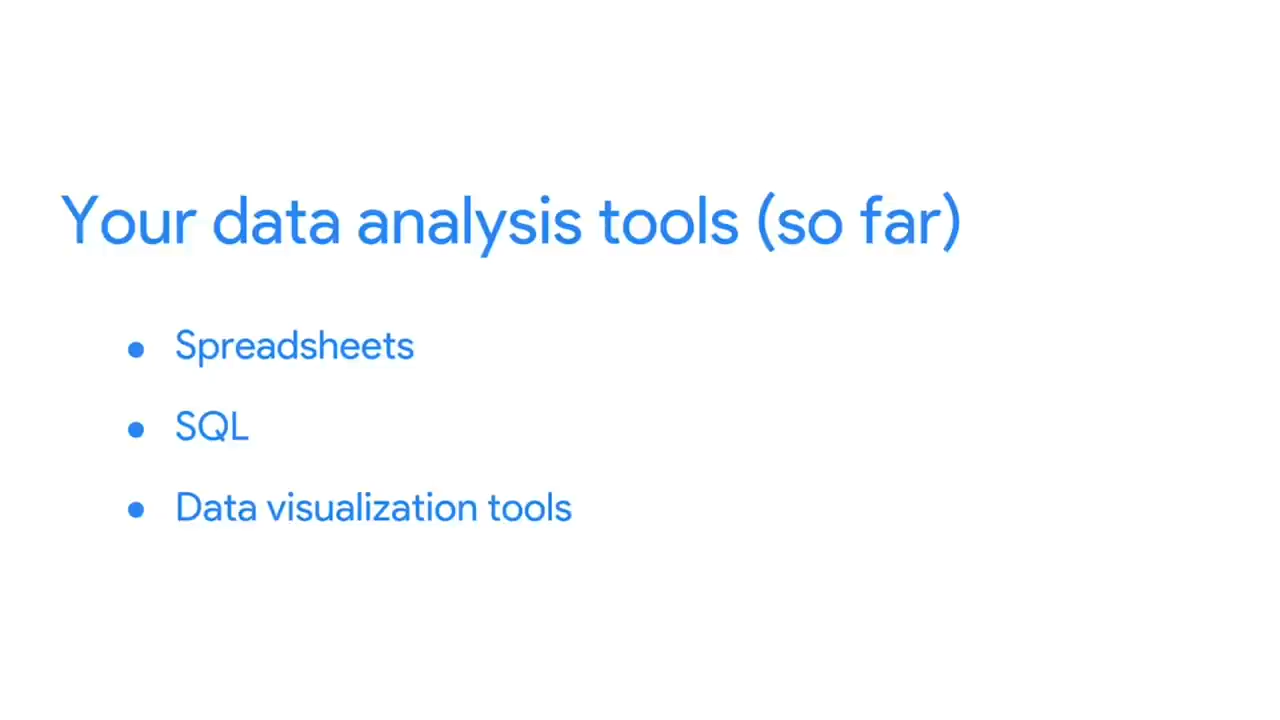 Your data analysis tools (so far)
● Spreadsheets
● SQL
● Data visualization tools